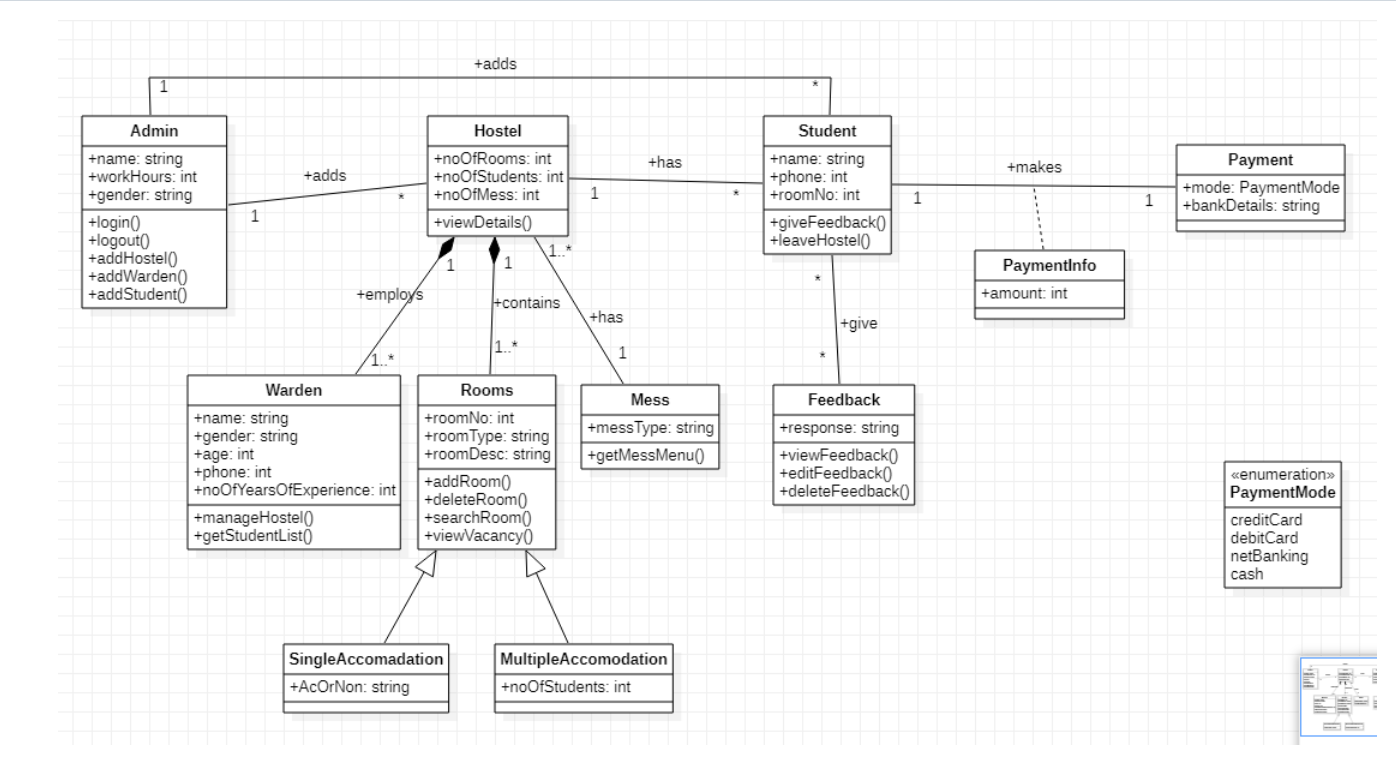 +adds
1
*
Admin
+name: string
+workHours: int
+gender: string
+login()
+logout()
+addHostel()
+addWarden()
+addStudent()
+adds
1
*
Hostel
+noOfRooms: int
+noOfStudents: int
+noOfMess: int
+viewDetails()
+has
1
*
Student
+name: string
+phone: int
+roomNo: int
+giveFeedback()
+leaveHostel()
+makes
1
1
Payment
+mode: PaymentMode
+bankDetails: string
PaymentInfo
+amount: int
1
+employs
1..*
1
+contains
1..*
1..*
+has
1
*
+give
*
Warden
+name: string
+gender: string
+age: int
+phone: int
+noOfYearsOfExperience: int
+manageHostel()
+getStudentList()
Rooms
+roomNo: int
+roomType: string
+roomDesc: string
+addRoom()
+deleteRoom()
+searchRoom()
+viewVacancy()
Mess
+messType: string
+getMessMenu()
Feedback
+response: string
+viewFeedback()
+editFeedback()
+deleteFeedback()
«enumeration»
PaymentMode
creditCard
debitCard
netBanking
cash
SingleAccomadation
+AcOrNon: string
MultipleAccomodation
+noOfStudents: int